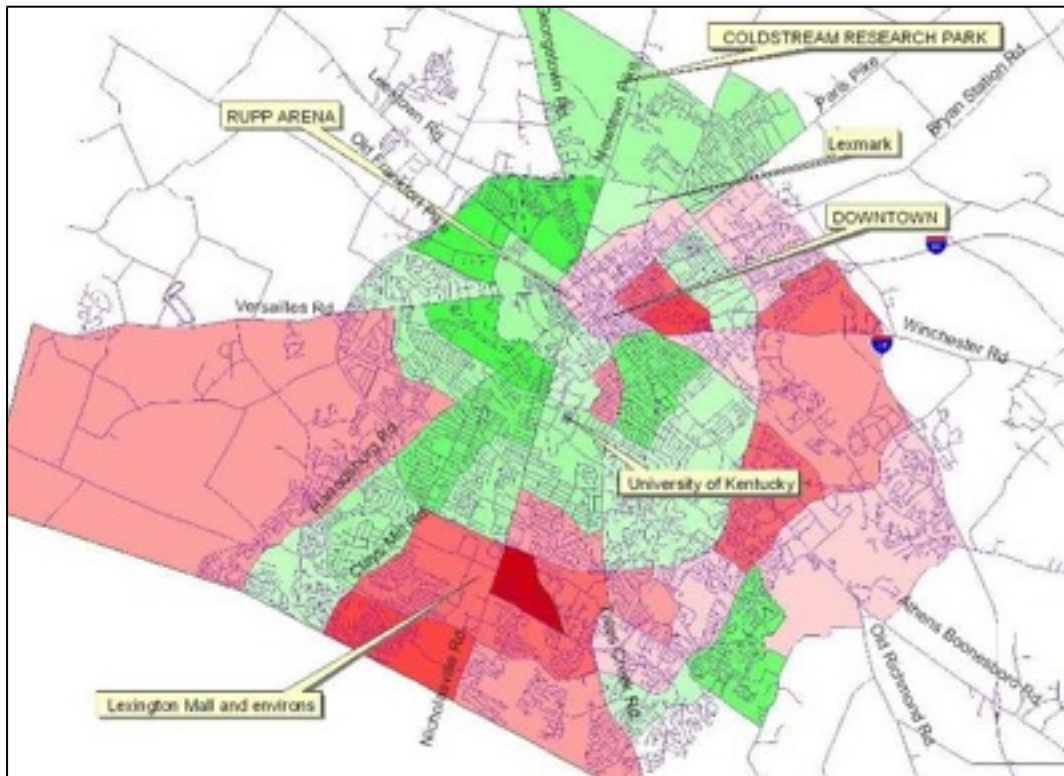 COLDSTREAM RESEARCH PARK
Georgetown Rd
Newtown Pike
Leestown Rd
Paris Pike
Bryan Station Rd
RUPP ARENA
Lexmark
Old Frankfort Pike
DOWNTOWN
Versailles Rd
Winchester Rd
Harrodsburg Rd
University of Kentucky
Clays Mill Rd
Athens Boonesboro Rd
Tates Creek RD
Old Richmond Rd
Lexington Mall and environs
Nicholasville Rd